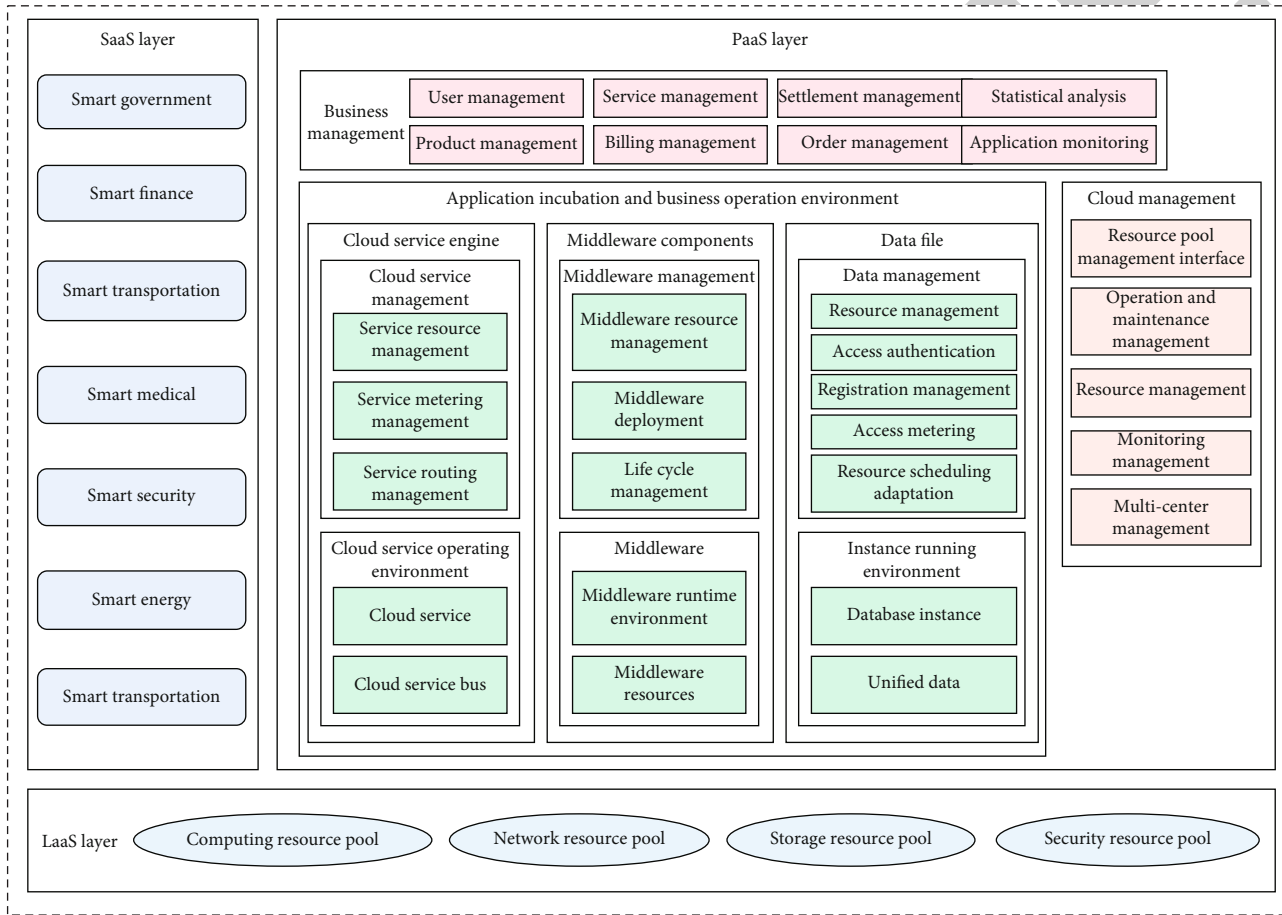 SaaS layer
Smart government
Smart finance
Smart transportation
Smart medical
Smart security
Smart energy
Smart transportation
PaaS layer
Business
management
User management
Service management
Settlement management
Statistical analysis
Product management
Billing management
Order management
Application monitoring
Application incubation and business operation environment
Cloud service engine
Cloud service
management
Service resource
management
Service metering
management
Service routing
management
Cloud service operating
environment
Cloud service
Cloud service bus
Middleware components
Middleware management
Middleware resource
management
Middleware
deployment
Life cycle
management
Middleware
Middleware runtime
environment
Middleware
resources
Data file
Data management
Resource management
Access authentication
Registration management
Access metering
Resource scheduling
adaptation
Instance running
environment
Database instance
Unified data
Cloud management
Resource pool
management interface
Operation and
maintenance
management
Resource management
Monitoring
management
Multi-center
management
LaaS layer
Computing resource pool
Network resource pool
Storage resource pool
Security resource pool